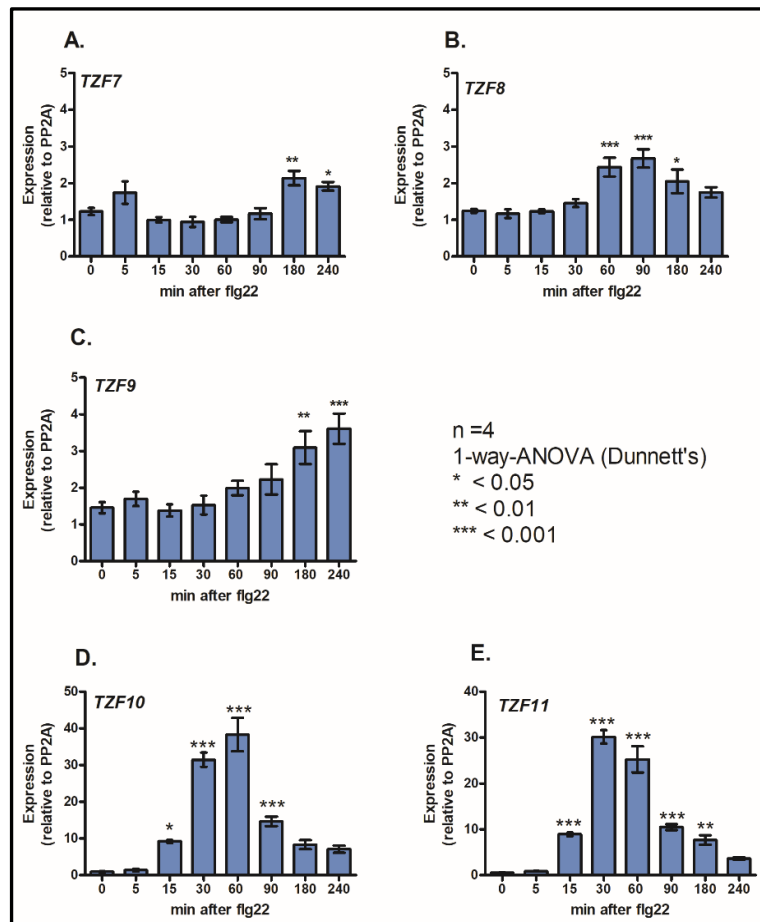 A.
TZF7
Expression
(relative to PP2A)
5
4
3
2
1
0
** *
0 5 15 30 60 90 180 240
min after flg22
B.
TZF8
Expression
(relative to PP2A)
5
4
3
2
1
0
*** *** *
0 5 15 30 60 90 180 240
min after flg22
C.
TZF9
Expression
(relative to PP2A)
5
4
3
2
1
0
** ***
0 5 15 30 60 90 180 240
min after flg22
n =4
1-way-ANOVA (Dunnett's)
* < 0.05
** < 0.01
*** < 0.001
D.
TZF10
Expression
(relative to PP2A)
50
40
30
20
10
0
* *** *** ***
0 5 15 30 60 90 180 240
min after flg22
E.
TZF11
Expression
(relative to PP2A)
40
30
20
10
0
*** *** *** *** **
0 5 15 30 60 90 180 240
min after flg22